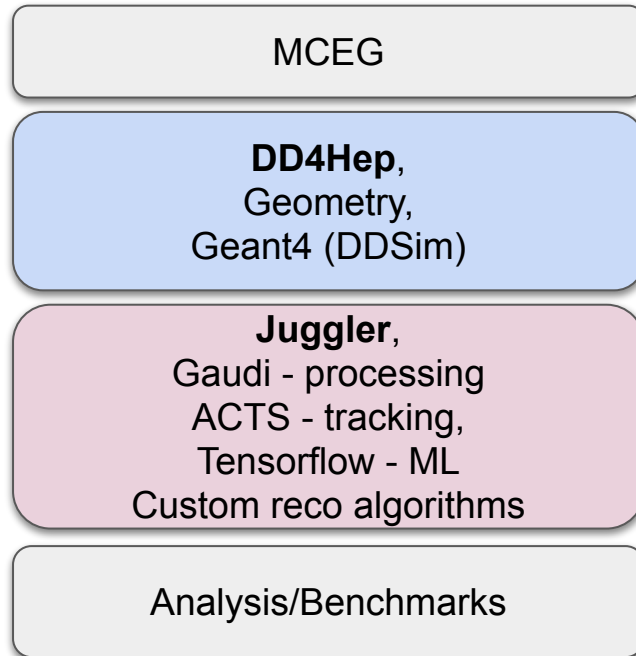 MCEG
DD4Hep,
Geometry,
Geant4 (DDSim)
Juggler,
Gaudi - processing
ACTS - tracking,
Tensorflow - ML
Custom reco algorithms
Analysis/Benchmarks